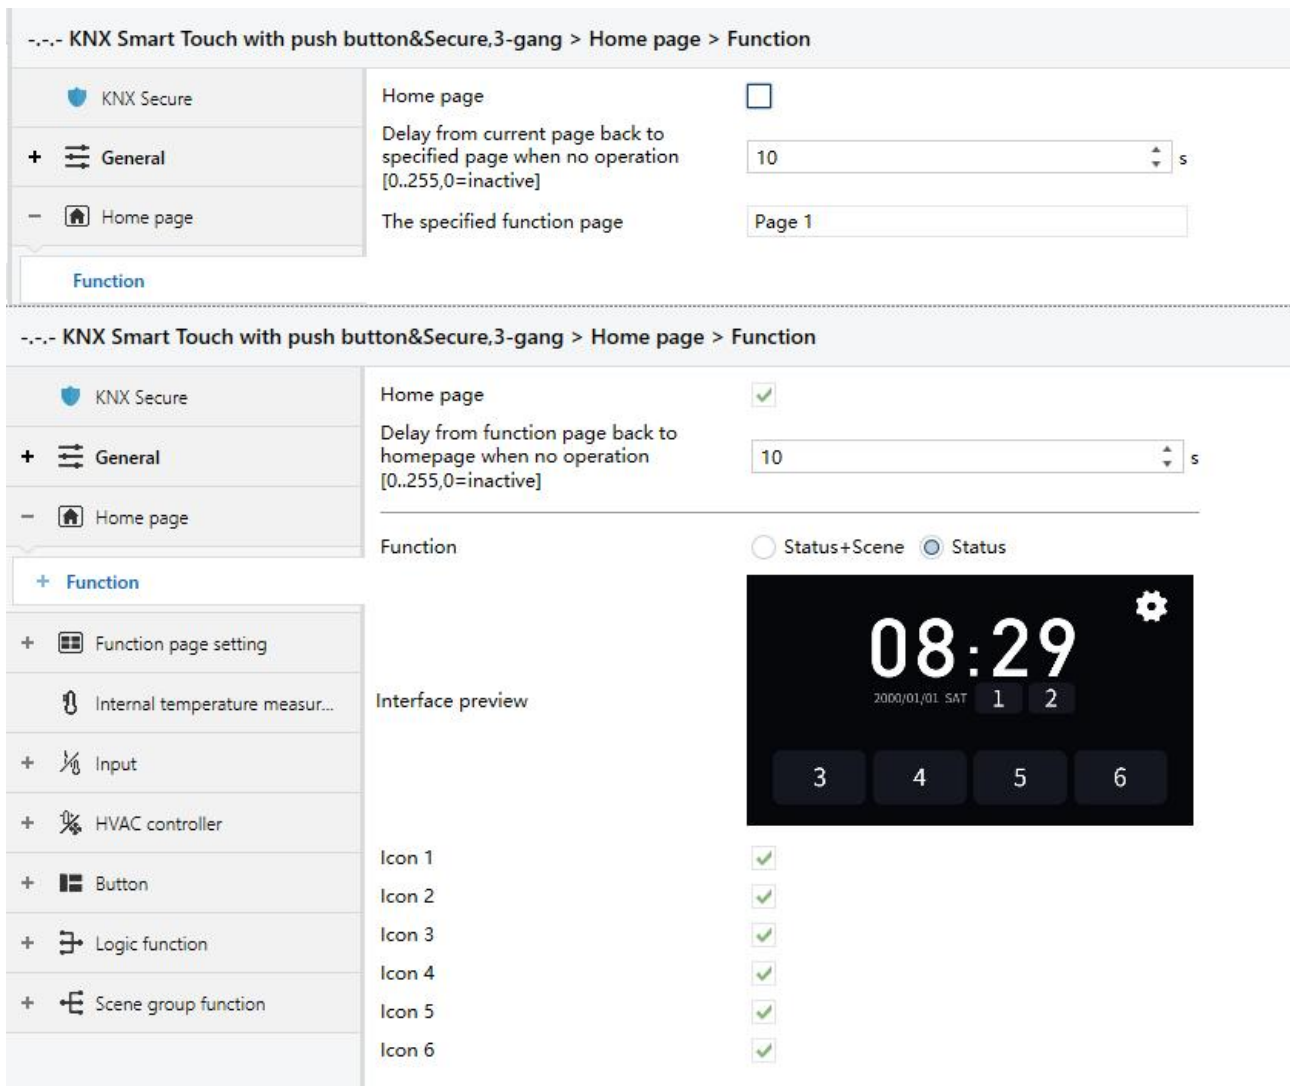 -.-.- KNX Smart Touch with push button&Secure,3-gang > Home page > Function
KNX Secure
Home page
Delay from current page back to
specified page when no operation
[0..255,0=inactive]
10
s
+ General
− Home page
The specified function page
Page 1
Function
-.-.- KNX Smart Touch with push button&Secure,3-gang > Home page > Function
KNX Secure
Home page
Delay from function page back to
homepage when no operation
[0..255,0=inactive]
10
s
+ General
− Home page
Function
Status+Scene
Status
+ Function
+ Function page setting
Internal temperature measur...
+ Input
+ HVAC controller
+ Button
+ Logic function
+ Scene group function
Interface preview
08:29
2000/01/01 SAT
1
2
3
4
5
6
Icon 1
Icon 2
Icon 3
Icon 4
Icon 5
Icon 6